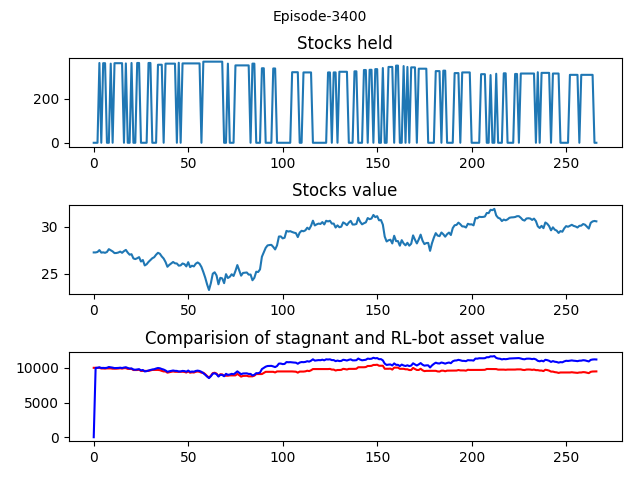 Episode-3400
Stocks held
200
0
0 50 100 150 200 250
Stocks value
30
25
0 50 100 150 200 250
Comparision of stagnant and RL-bot asset value
10000
5000
0
0 50 100 150 200 250